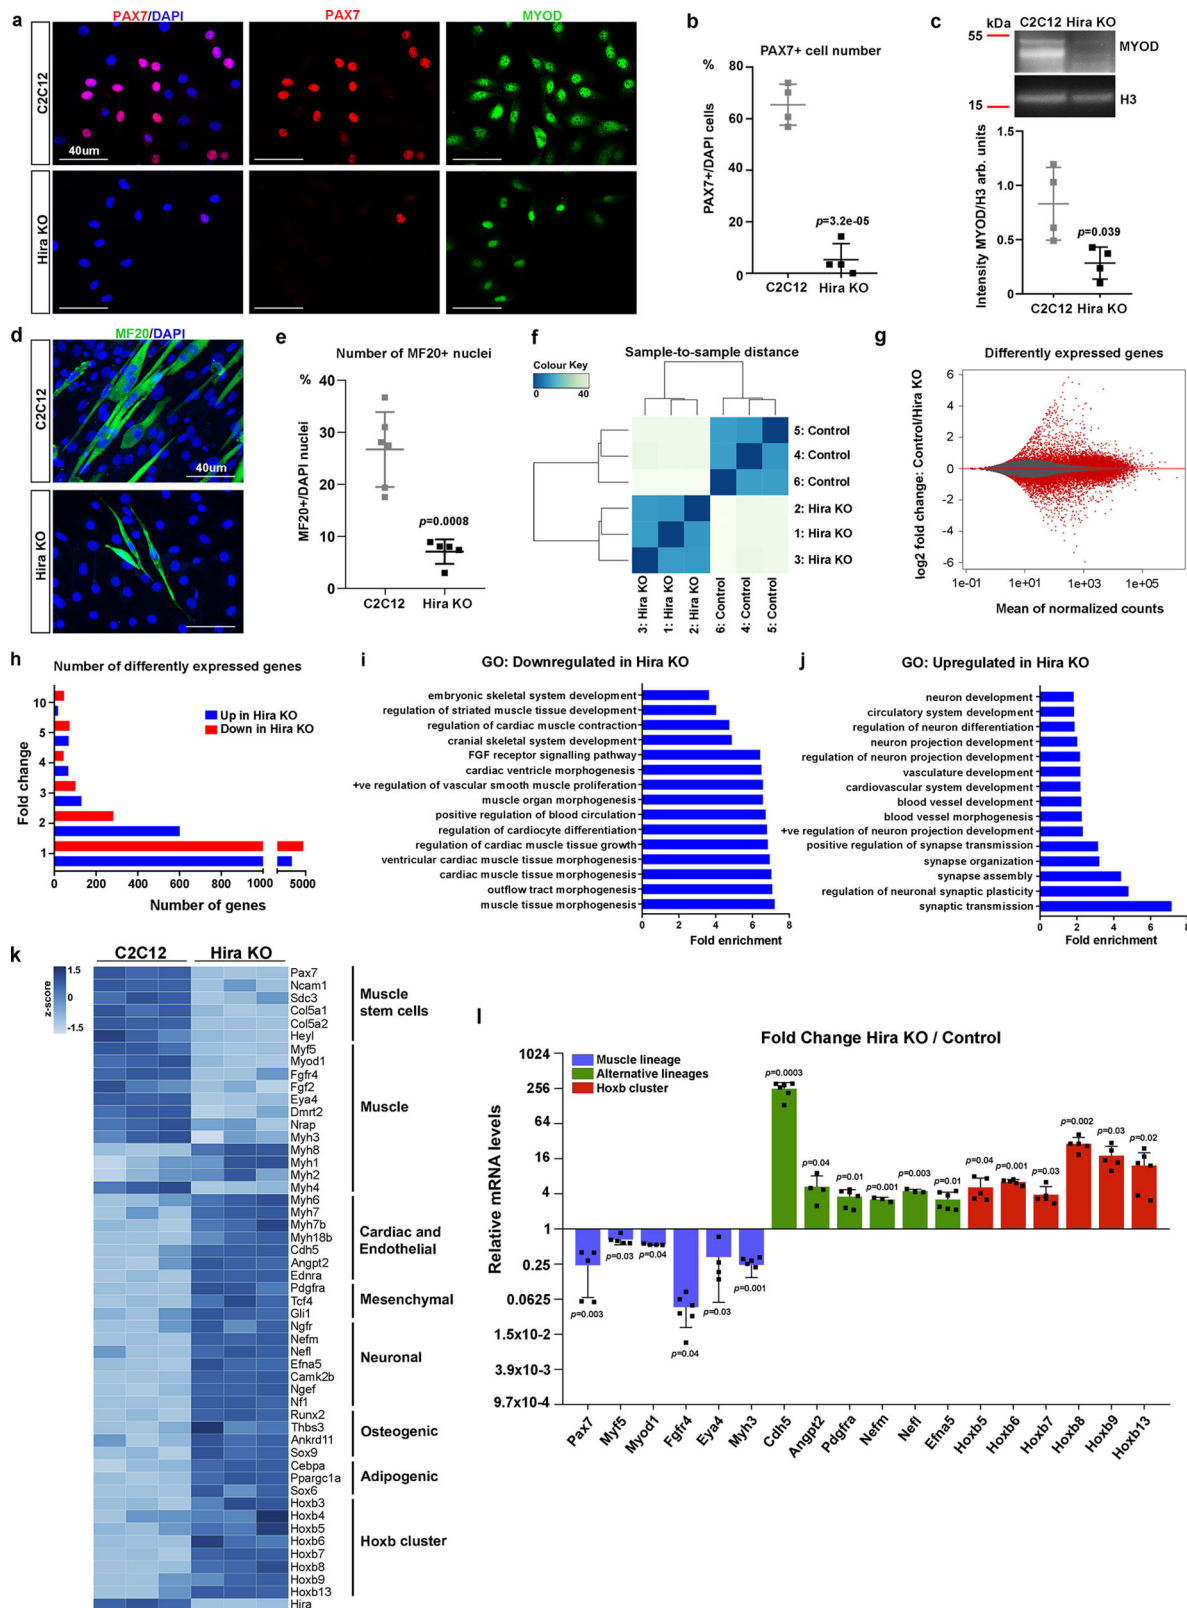 a
PAX7/DAPI
PAX7
MYOD
C2C12
40um
Hira KO
b
PAX7+ cell number
%
80
60
40
20
0
PAX7+/DAPI cells
p=3.2e-05
C2C12
Hira KO
c
kDa
C2C12 Hira KO
55
MYOD
15
H3
1.5
1.0
0.5
0
Intensity MYOD/H3 arb. units
p=0.039
C2C12 Hira KO
d
MF20/DAPI
C2C12
40um
Hira KO
e
Number of MF20+ nuclei
%
40
30
20
10
0
MF20+/DAPI nuclei
p=0.0008
C2C12
Hira KO
f
Sample-to-sample distance
Colour Key
0 40
5: Control
4: Control
6: Control
2: Hira KO
1: Hira KO
3: Hira KO
3: Hira KO
1: Hira KO
2: Hira KO
6: Control
4: Control
5: Control
g
Differently expressed genes
log2 fold change: Control/Hira KO
6
4
2
0
-2
-4
-6
1e-01 1e+01 1e+03 1e+05
Mean of normalized counts
h
Number of differently expressed genes
Up in Hira KO
Down in Hira KO
Fold change
10
5
4
3
2
1
0 200 400 600 800 1000 5000
Number of genes
i
GO: Downregulated in Hira KO
embryonic skeletal system development
regulation of striated muscle tissue development
regulation of cardiac muscle contraction
cranial skeletal system development
FGF receptor signalling pathway
cardiac ventricle morphogenesis
+ve regulation of vascular smooth muscle proliferation
muscle organ morphogenesis
positive regulation of blood circulation
regulation of cardiocyte differentiation
regulation of cardiac muscle tissue growth
ventricular cardiac muscle tissue morphogenesis
cardiac muscle tissue morphogenesis
outflow tract morphogenesis
muscle tissue morphogenesis
0 2 4 6 8
Fold enrichment
j
GO: Upregulated in Hira KO
neuron development
circulatory system development
regulation of neuron differentiation
neuron projection development
regulation of neuron projection development
vasculature development
cardiovascular system development
blood vessel development
blood vessel morphogenesis
+ve regulation of neuron projection development
positive regulation of synapse transmission
synapse organization
synapse assembly
regulation of neuronal synaptic plasticity
synaptic transmission
0 2 4 6 8
Fold enrichment
k
C2C12 Hira KO
z-score
1.5
0
-1.5
Pax7
Ncam1
Sdc3
Col5a1
Col5a2
Heyl
Muscle
stem cells
Myf5
Myod1
Fgfr4
Fgf2
Eya4
Dmrt2
Nrap
Myh3
Myh8
Myh1
Myh2
Myh4
Muscle
Myh6
Myh7
Myh7b
Myh18b
Cdh5
Angpt2
Ednra
Cardiac and
Endothelial
Pdgfra
Tcf4
Gli1
Mesenchymal
Ngfr
Nefm
Nefl
Efna5
Camk2b
Ngef
Nf1
Neuronal
Runx2
Thbs3
Ankrd11
Sox9
Osteogenic
Cebpa
Ppargc1a
Sox6
Adipogenic
Hoxb3
Hoxb4
Hoxb5
Hoxb6
Hoxb7
Hoxb8
Hoxb9
Hoxb13
Hoxb cluster
Hira
l
Fold Change Hira KO / Control
Muscle lineage
Alternative lineages
Hoxb cluster
Relative mRNA levels
1024
256
64
16
4
1
0.25
0.0625
1.5x10-2
3.9x10-3
9.7x10-4
p=0.003
p=0.03
p=0.04
p=0.04
p=0.03
p=0.001
p=0.0003
p=0.04
p=0.01
p=0.001
p=0.003
p=0.01
p=0.04
p=0.001
p=0.03
p=0.002
p=0.03
p=0.02
Pax7
Myf5
Myod1
Fgfr4
Eya4
Myh3
Cdh5
Angpt2
Pdgfra
Nefm
Nefl
Efna5
Hoxb5
Hoxb6
Hoxb7
Hoxb8
Hoxb9
Hoxb13